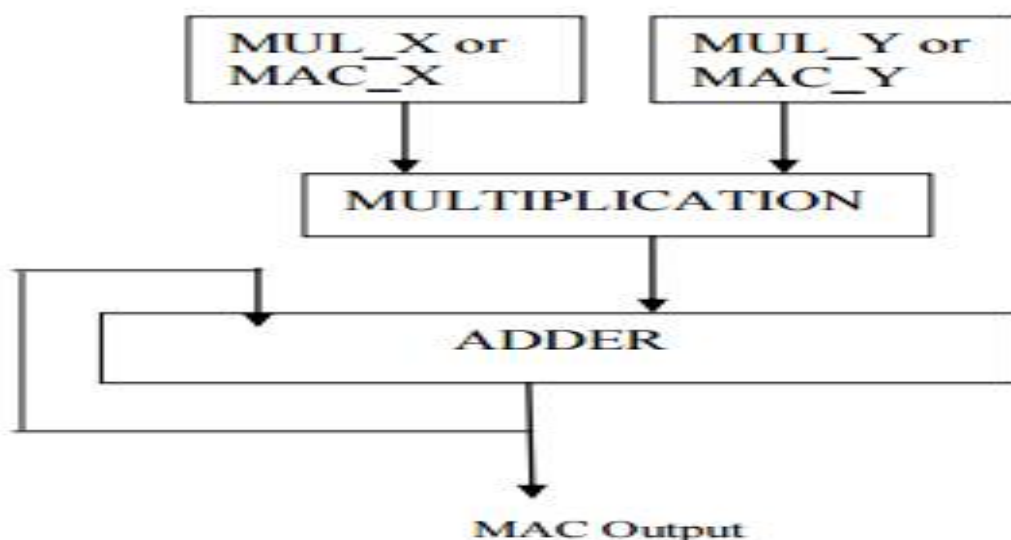 MUL_X or
MAC_X
MUL_Y or
MAC_Y
MULTIPLICATION
ADDER
MAC Output